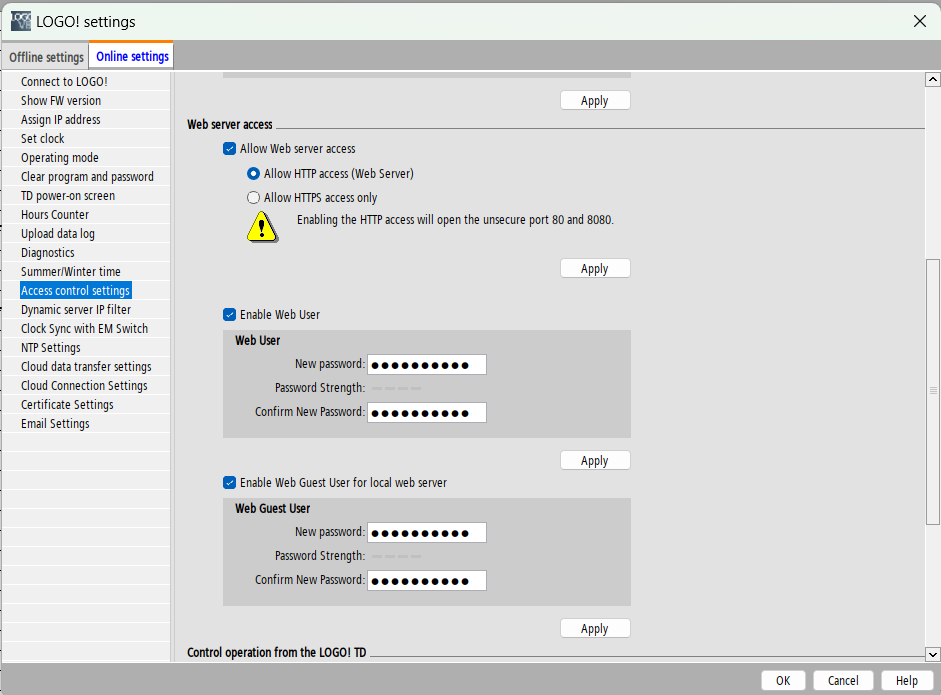 LOGO! settings
Offline settings
Online settings
Connect to LOGO!
Show FW version
Assign IP address
Set clock
Operating mode
Clear program and password
TD power-on screen
Hours Counter
Upload data log
Diagnostics
Summer/Winter time
Access control settings
Dynamic server IP filter
Clock Sync with EM Switch
NTP Settings
Cloud data transfer settings
Cloud Connection Settings
Certificate Settings
Email Settings
Apply
Web server access
Allow Web server access
Allow HTTP access (Web Server)
Allow HTTPS access only
Enabling the HTTP access will open the unsecure port 80 and 8080.
Apply
Enable Web User
Web User
New password: ●●●●●●●●●●
Password Strength:
Confirm New Password: ●●●●●●●●●●
Apply
Enable Web Guest User for local web server
Web Guest User
New password: ●●●●●●●●●●
Password Strength:
Confirm New Password: ●●●●●●●●●●
Apply
Control operation from the LOGO! TD
OK
Cancel
Help